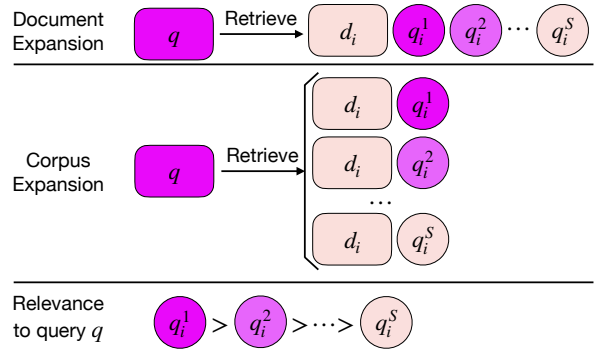 Document
Expansion
q
Retrieve
d_i q_i^1 q_i^2 ⋯ q_i^S
Corpus
Expansion
q
Retrieve
d_i q_i^1
d_i q_i^2
⋯
d_i q_i^S
Relevance
to query q
q_i^1 > q_i^2 > ⋯ > q_i^S